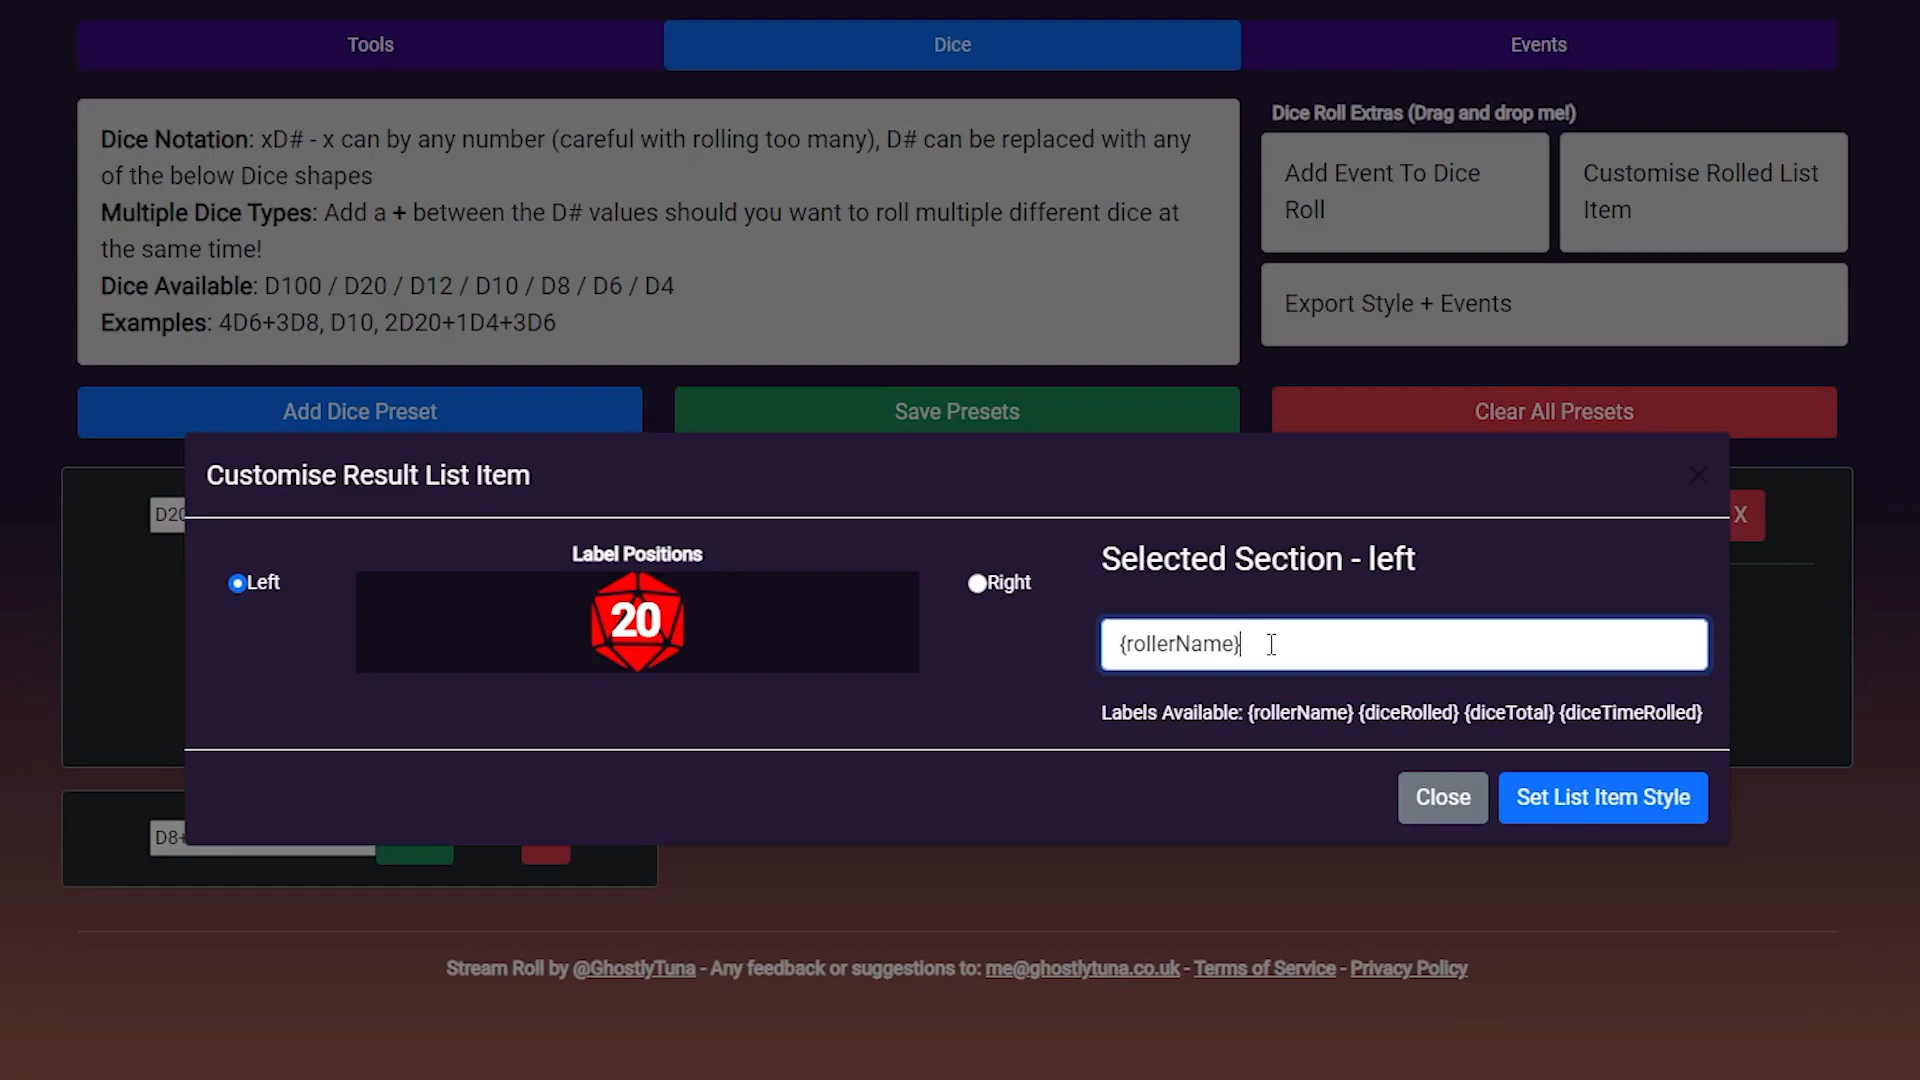 Tools
Dice
Events
Dice Notation: xD# - x can by any number (careful with rolling too many), D# can be replaced with any
of the below Dice shapes
Multiple Dice Types: Add a + between the D# values should you want to roll multiple different dice at
the same time!
Dice Available: D100 / D20 / D12 / D10 / D8 / D6 / D4
Examples: 4D6+3D8, D10, 2D20+1D4+3D6
Dice Roll Extras (Drag and drop me!)
Add Event To Dice
Roll
Customise Rolled List
Item
Export Style + Events
Add Dice Preset
Save Presets
Clear All Presets
Customise Result List Item
D20
X
Label Positions
Left
20
Right
Selected Section - left
{rollerName}
Labels Available: {rollerName} {diceRolled} {diceTotal} {diceTimeRolled}
Close
Set List Item Style
D8+
Stream Roll by @GhostlyTuna - Any feedback or suggestions to: me@ghostlytuna.co.uk - Terms of Service - Privacy Policy